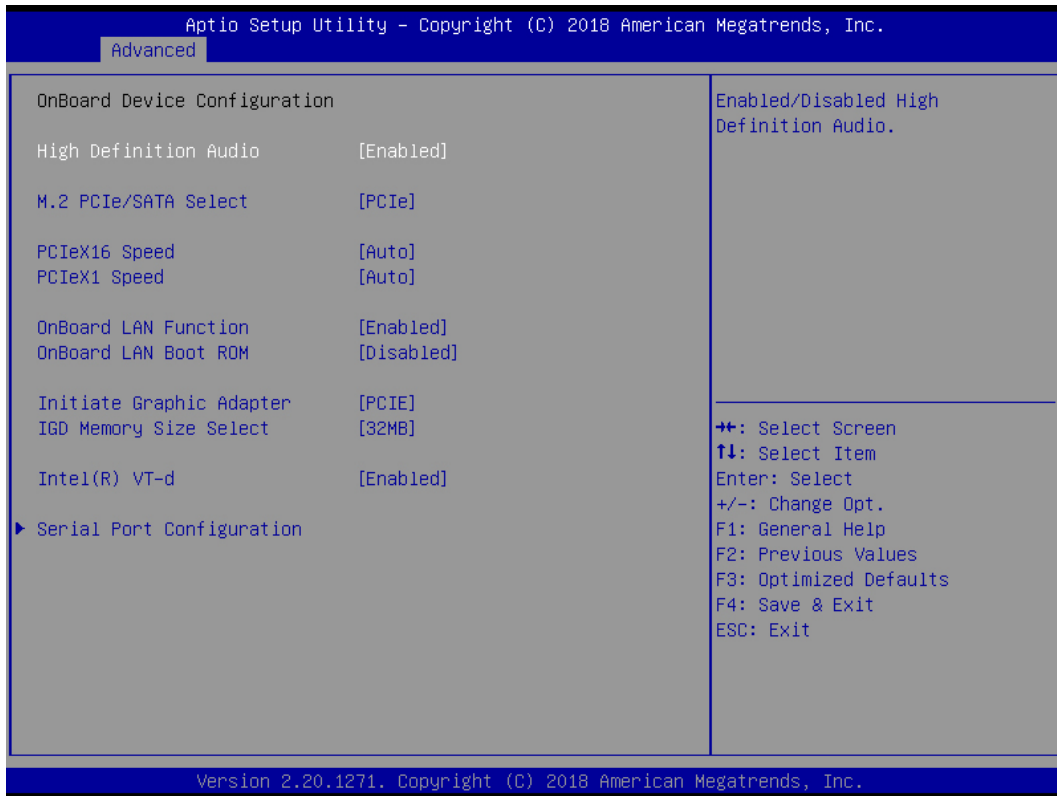 Aptio Setup Utility – Copyright (C) 2018 American Megatrends, Inc.
Advanced
OnBoard Device Configuration
High Definition Audio [Enabled]
M.2 PCIe/SATA Select [PCIe]
PCIeX16 Speed [Auto]
PCIeX1 Speed [Auto]
OnBoard LAN Function [Enabled]
OnBoard LAN Boot ROM [Disabled]
Initiate Graphic Adapter [PCIE]
IGD Memory Size Select [32MB]
Intel(R) VT-d [Enabled]
▶ Serial Port Configuration
Enabled/Disabled High
Definition Audio.
→←: Select Screen
↑↓: Select Item
Enter: Select
+/-: Change Opt.
F1: General Help
F2: Previous Values
F3: Optimized Defaults
F4: Save & Exit
ESC: Exit
Version 2.20.1271. Copyright (C) 2018 American Megatrends, Inc.